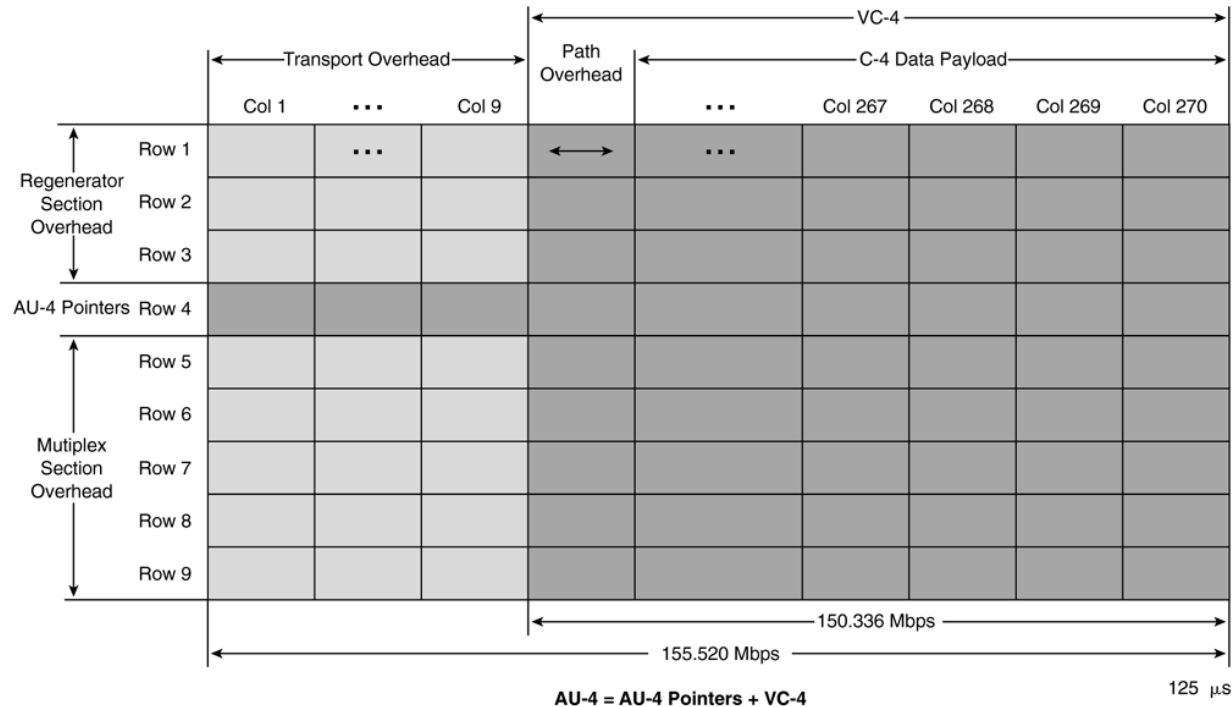 VC-4
Transport Overhead
Path
Overhead
C-4 Data Payload
Col 1 ... Col 9 ... Col 267 Col 268 Col 269 Col 270
Regenerator
Section
Overhead
Row 1 ... ...
Row 2
Row 3
AU-4 Pointers Row 4
Mutiplex
Section
Overhead
Row 5
Row 6
Row 7
Row 8
Row 9
150.336 Mbps
155.520 Mbps
125 μs
AU-4 = AU-4 Pointers + VC-4